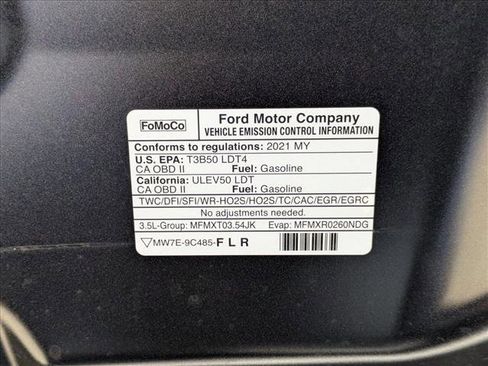 FoMoCo
Ford Motor Company
VEHICLE EMISSION CONTROL INFORMATION
Conforms to regulations: 2021 MY
U.S. EPA: T3B50 LDT4
CA OBD II Fuel: Gasoline
California: ULEV50 LDT
CA OBD II Fuel: Gasoline
TWC/DFI/SFI/WR-HO2S/HO2S/TC/CAC/EGR/EGRC
No adjustments needed.
3.5L-Group: MFMXT03.54JK Evap: MFMXR0260NDG
MW7E-9C485-FLR